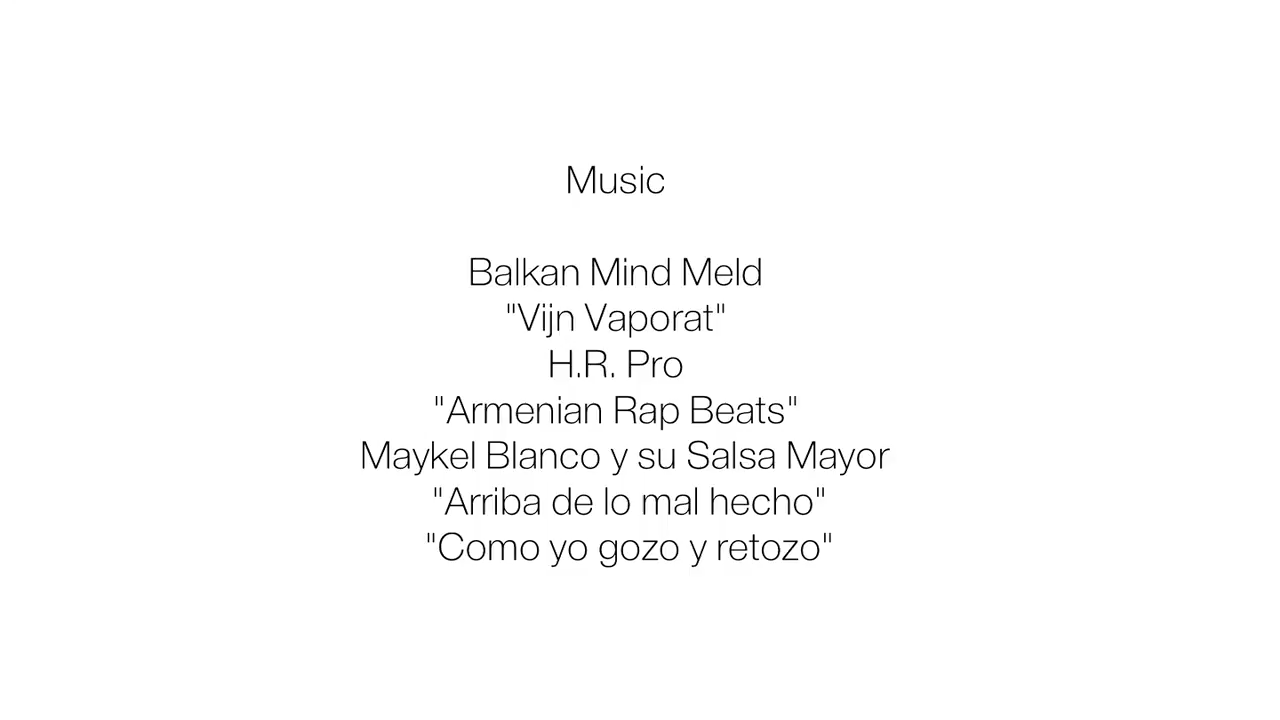 Music
Balkan Mind Meld
"Vijn Vaporat"
H.R. Pro
"Armenian Rap Beats"
Maykel Blanco y su Salsa Mayor
"Arriba de lo mal hecho"
"Como yo gozo y retozo"